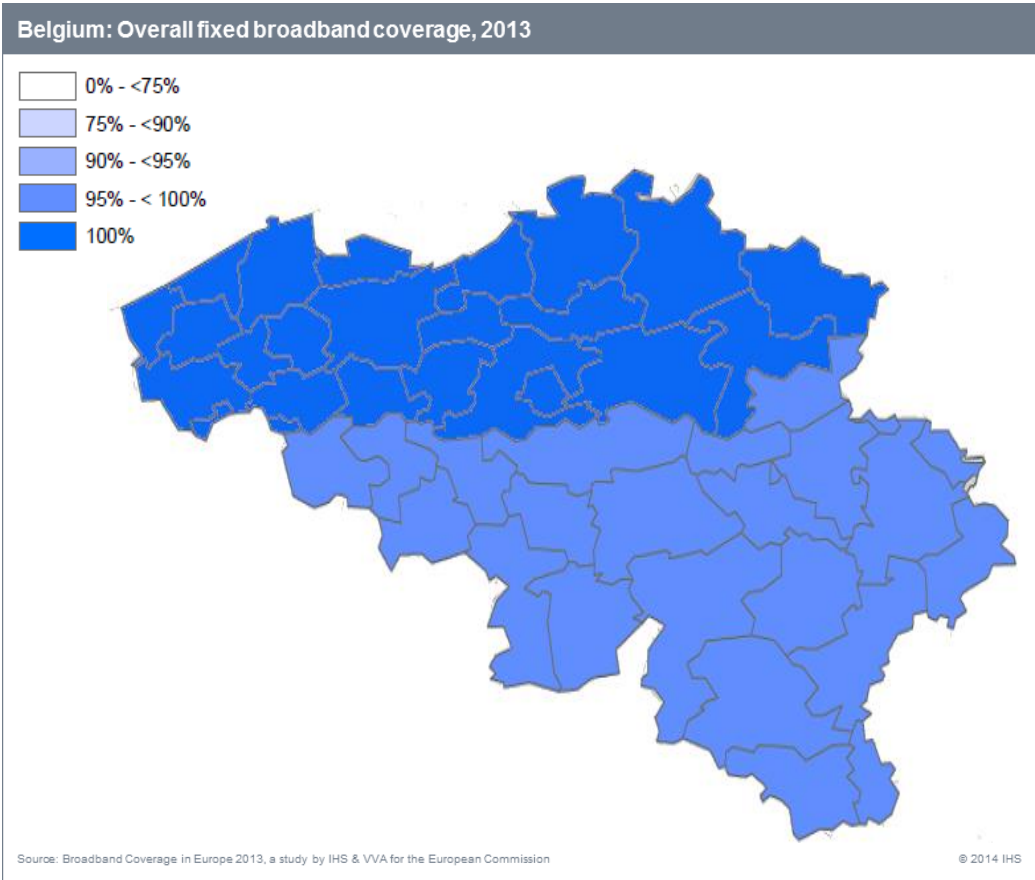 Belgium: Overall fixed broadband coverage, 2013
0% - <75%
75% - <90%
90% - <95%
95% - < 100%
100%
Source: Broadband Coverage in Europe 2013, a study by IHS & VVA for the European Commission
© 2014 IHS